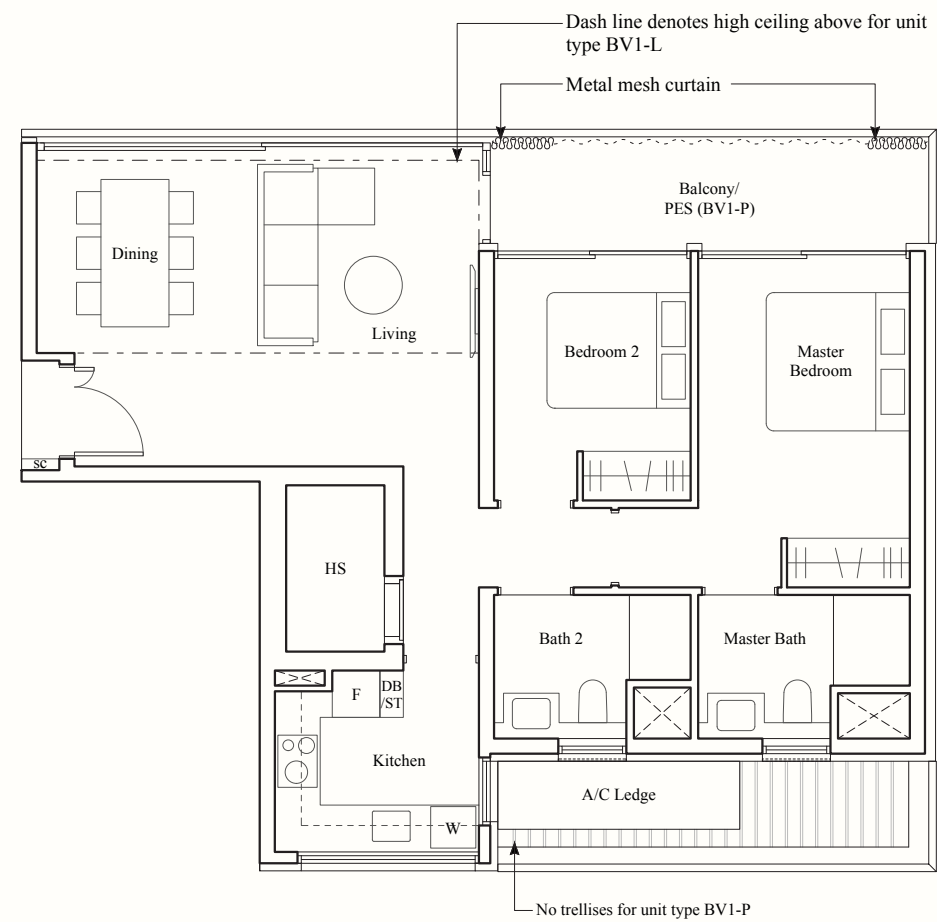 Dash line denotes high ceiling above for unit
type BV1-L
Metal mesh curtain
Balcony/
PES (BV1-P)
Dining
Living
Bedroom 2
Master
Bedroom
sc
HS
Bath 2
Master Bath
F
DB
/ST
Kitchen
A/C Ledge
W
No trellises for unit type BV1-P